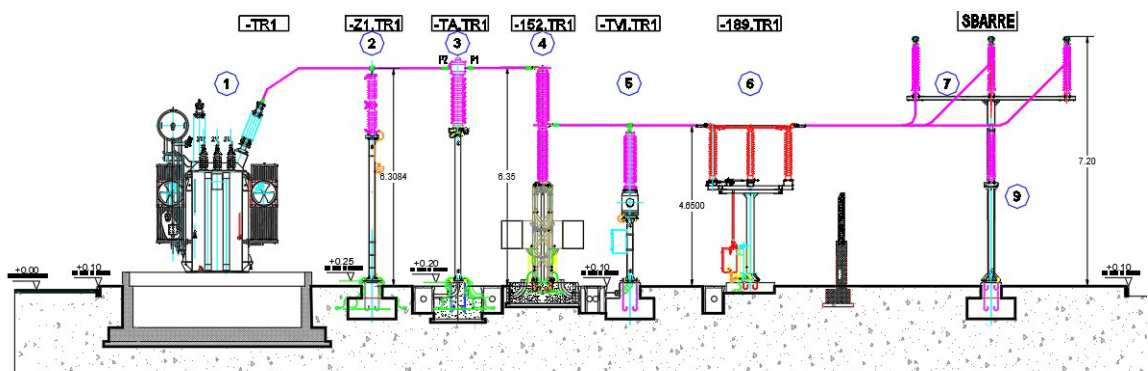 -TR1
-Z1.TR1
-TA.TR1
-152.TR1
-TVI.TR1
-189.TR1
SBARRE
1
2
3
4
5
6
7
9
P2 P1
6.3084
6.35
4.6500
7.20
+0.00
+0.10
+0.25
+0.20
+0.10
+0.10